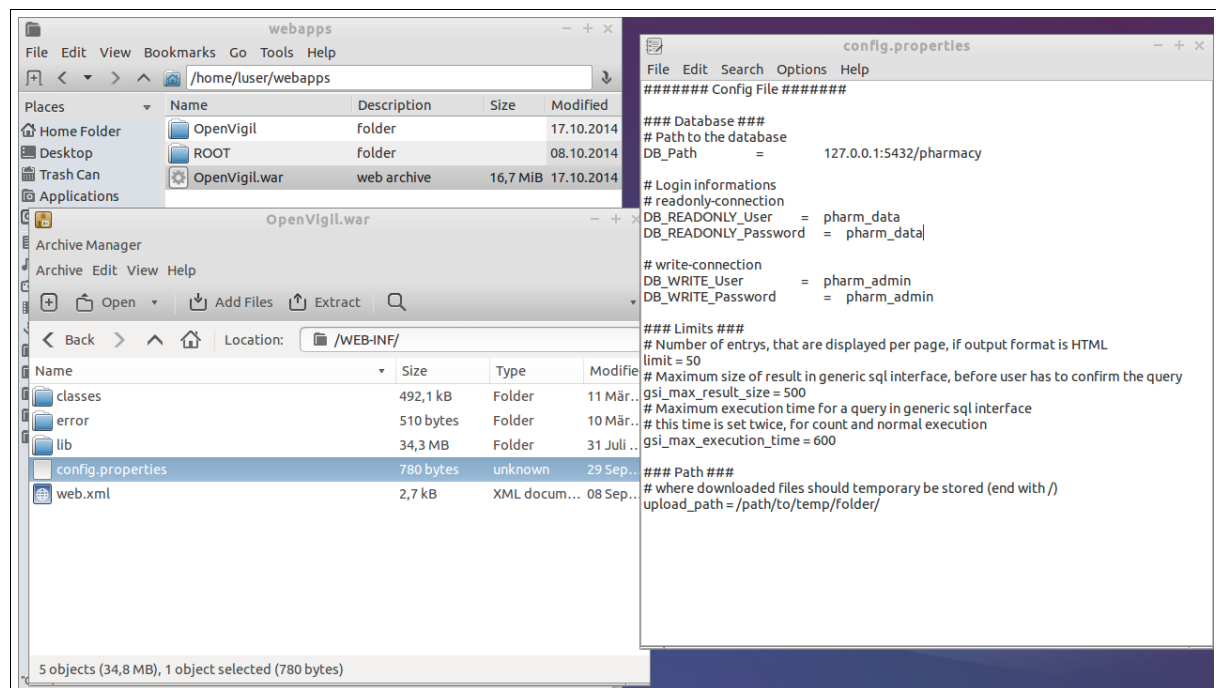 webapps
File Edit View Bookmarks Go Tools Help
/home/luser/webapps
Places
Name Description Size Modified
Home Folder
OpenVigil folder 17.10.2014
Desktop
ROOT folder 08.10.2014
Trash Can
OpenVigil.war web archive 16,7 MiB 17.10.2014
Applications
OpenVigil.war
Archive Manager
Archive Edit View Help
Open Add Files Extract
Back Location: /WEB-INF/
Name Size Type Modifie
classes 492,1 kB Folder 11 Mär..
error 510 bytes Folder 10 Mär..
lib 34,3 MB Folder 31 Juli ..
config.properties 780 bytes unknown 29 Sep..
web.xml 2,7 kB XML docum... 08 Sep..
5 objects (34,8 MB), 1 object selected (780 bytes)
config.properties
File Edit Search Options Help
####### Config File #######
### Database ###
# Path to the database
DB_Path = 127.0.0.1:5432/pharmacy
# Login informations
# readonly-connection
DB_READONLY_User = pharm_data
DB_READONLY_Password = pharm_data
# write-connection
DB_WRITE_User = pharm_admin
DB_WRITE_Password = pharm_admin
### Limits ###
# Number of entrys, that are displayed per page, if output format is HTML
limit = 50
# Maximum size of result in generic sql interface, before user has to confirm the query
gsi_max_result_size = 500
# Maximum execution time for a query in generic sql interface
# this time is set twice, for count and normal execution
gsi_max_execution_time = 600
### Path ###
# where downloaded files should temporary be stored (end with /)
upload_path = /path/to/temp/folder/